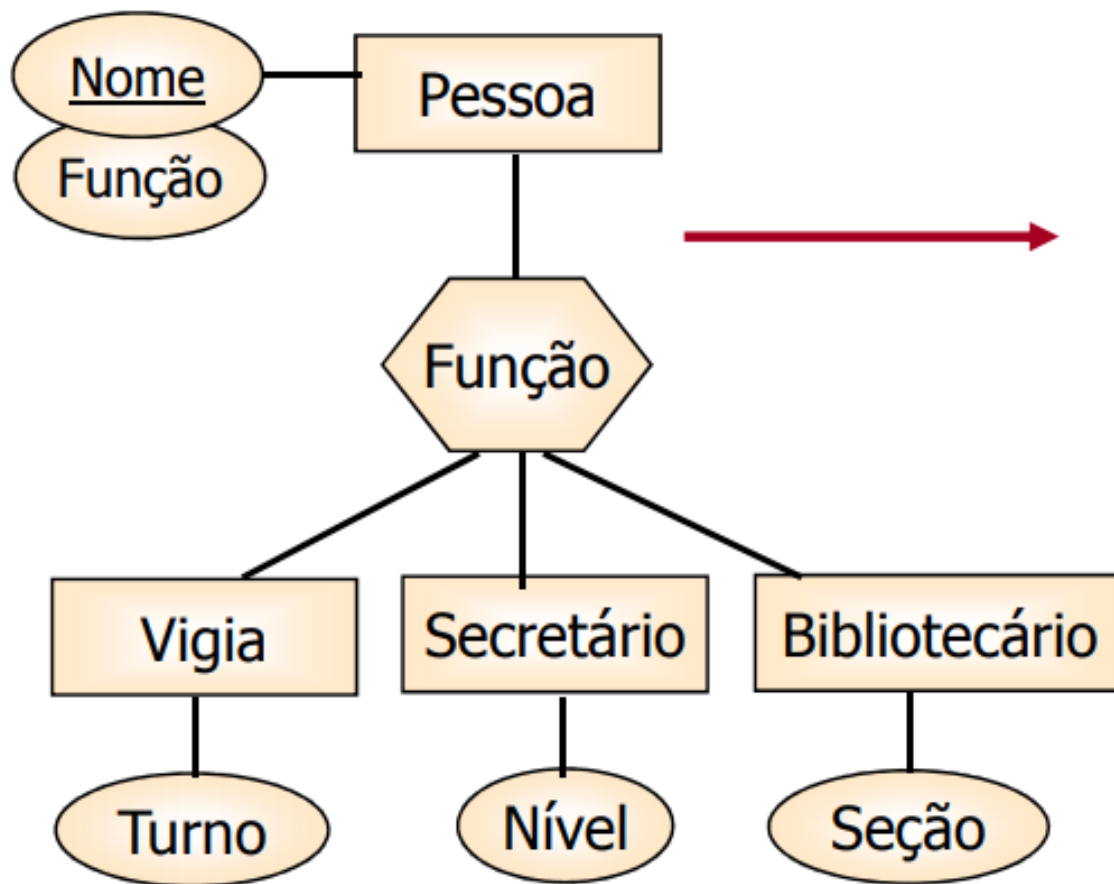 Nome
Pessoa
Função
Função
Vigia
Secretário
Bibliotecário
Turno
Nível
Seção